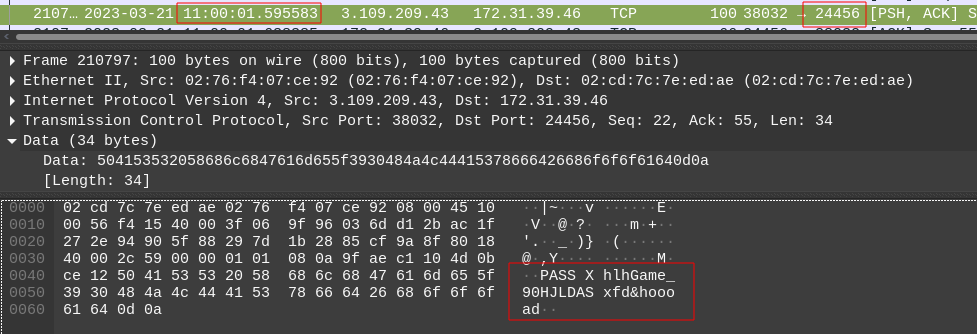 2107… 2023-03-21 11:00:01.595583 3.109.209.43 172.31.39.46 TCP 100 38032 → 24456 [PSH, ACK] S
Frame 210797: 100 bytes on wire (800 bits), 100 bytes captured (800 bits)
Ethernet II, Src: 02:76:f4:07:ce:92 (02:76:f4:07:ce:92), Dst: 02:cd:7c:7e:ed:ae (02:cd:7c:7e:ed:ae)
Internet Protocol Version 4, Src: 3.109.209.43, Dst: 172.31.39.46
Transmission Control Protocol, Src Port: 38032, Dst Port: 24456, Seq: 22, Ack: 55, Len: 34
Data (34 bytes)
Data: 504153532058686c6847616d655f3930484a4c44415378666426686f6f6f61640d0a
[Length: 34]
0000 02 cd 7c 7e ed ae 02 76 f4 07 ce 92 08 00 45 10 ··|~···v ······E·
0010 00 56 f4 15 40 00 3f 06 9f 96 03 6d d1 2b ac 1f ·V··@·?· ···m·+··
0020 27 2e 94 90 5f 88 29 7d 1b 28 85 cf 9a 8f 80 18 '.··_·)} ·(······
0030 40 00 2c 59 00 00 01 01 08 0a 9f ae c1 10 4d 0b @·,Y···· ······M·
0040 ce 12 50 41 53 53 20 58 68 6c 68 47 61 6d 65 5f ··PASS X hlhGame_
0050 39 30 48 4a 4c 44 41 53 78 66 64 26 68 6f 6f 6f 90HJLDAS xfd&hooo
0060 61 64 0d 0a ad··